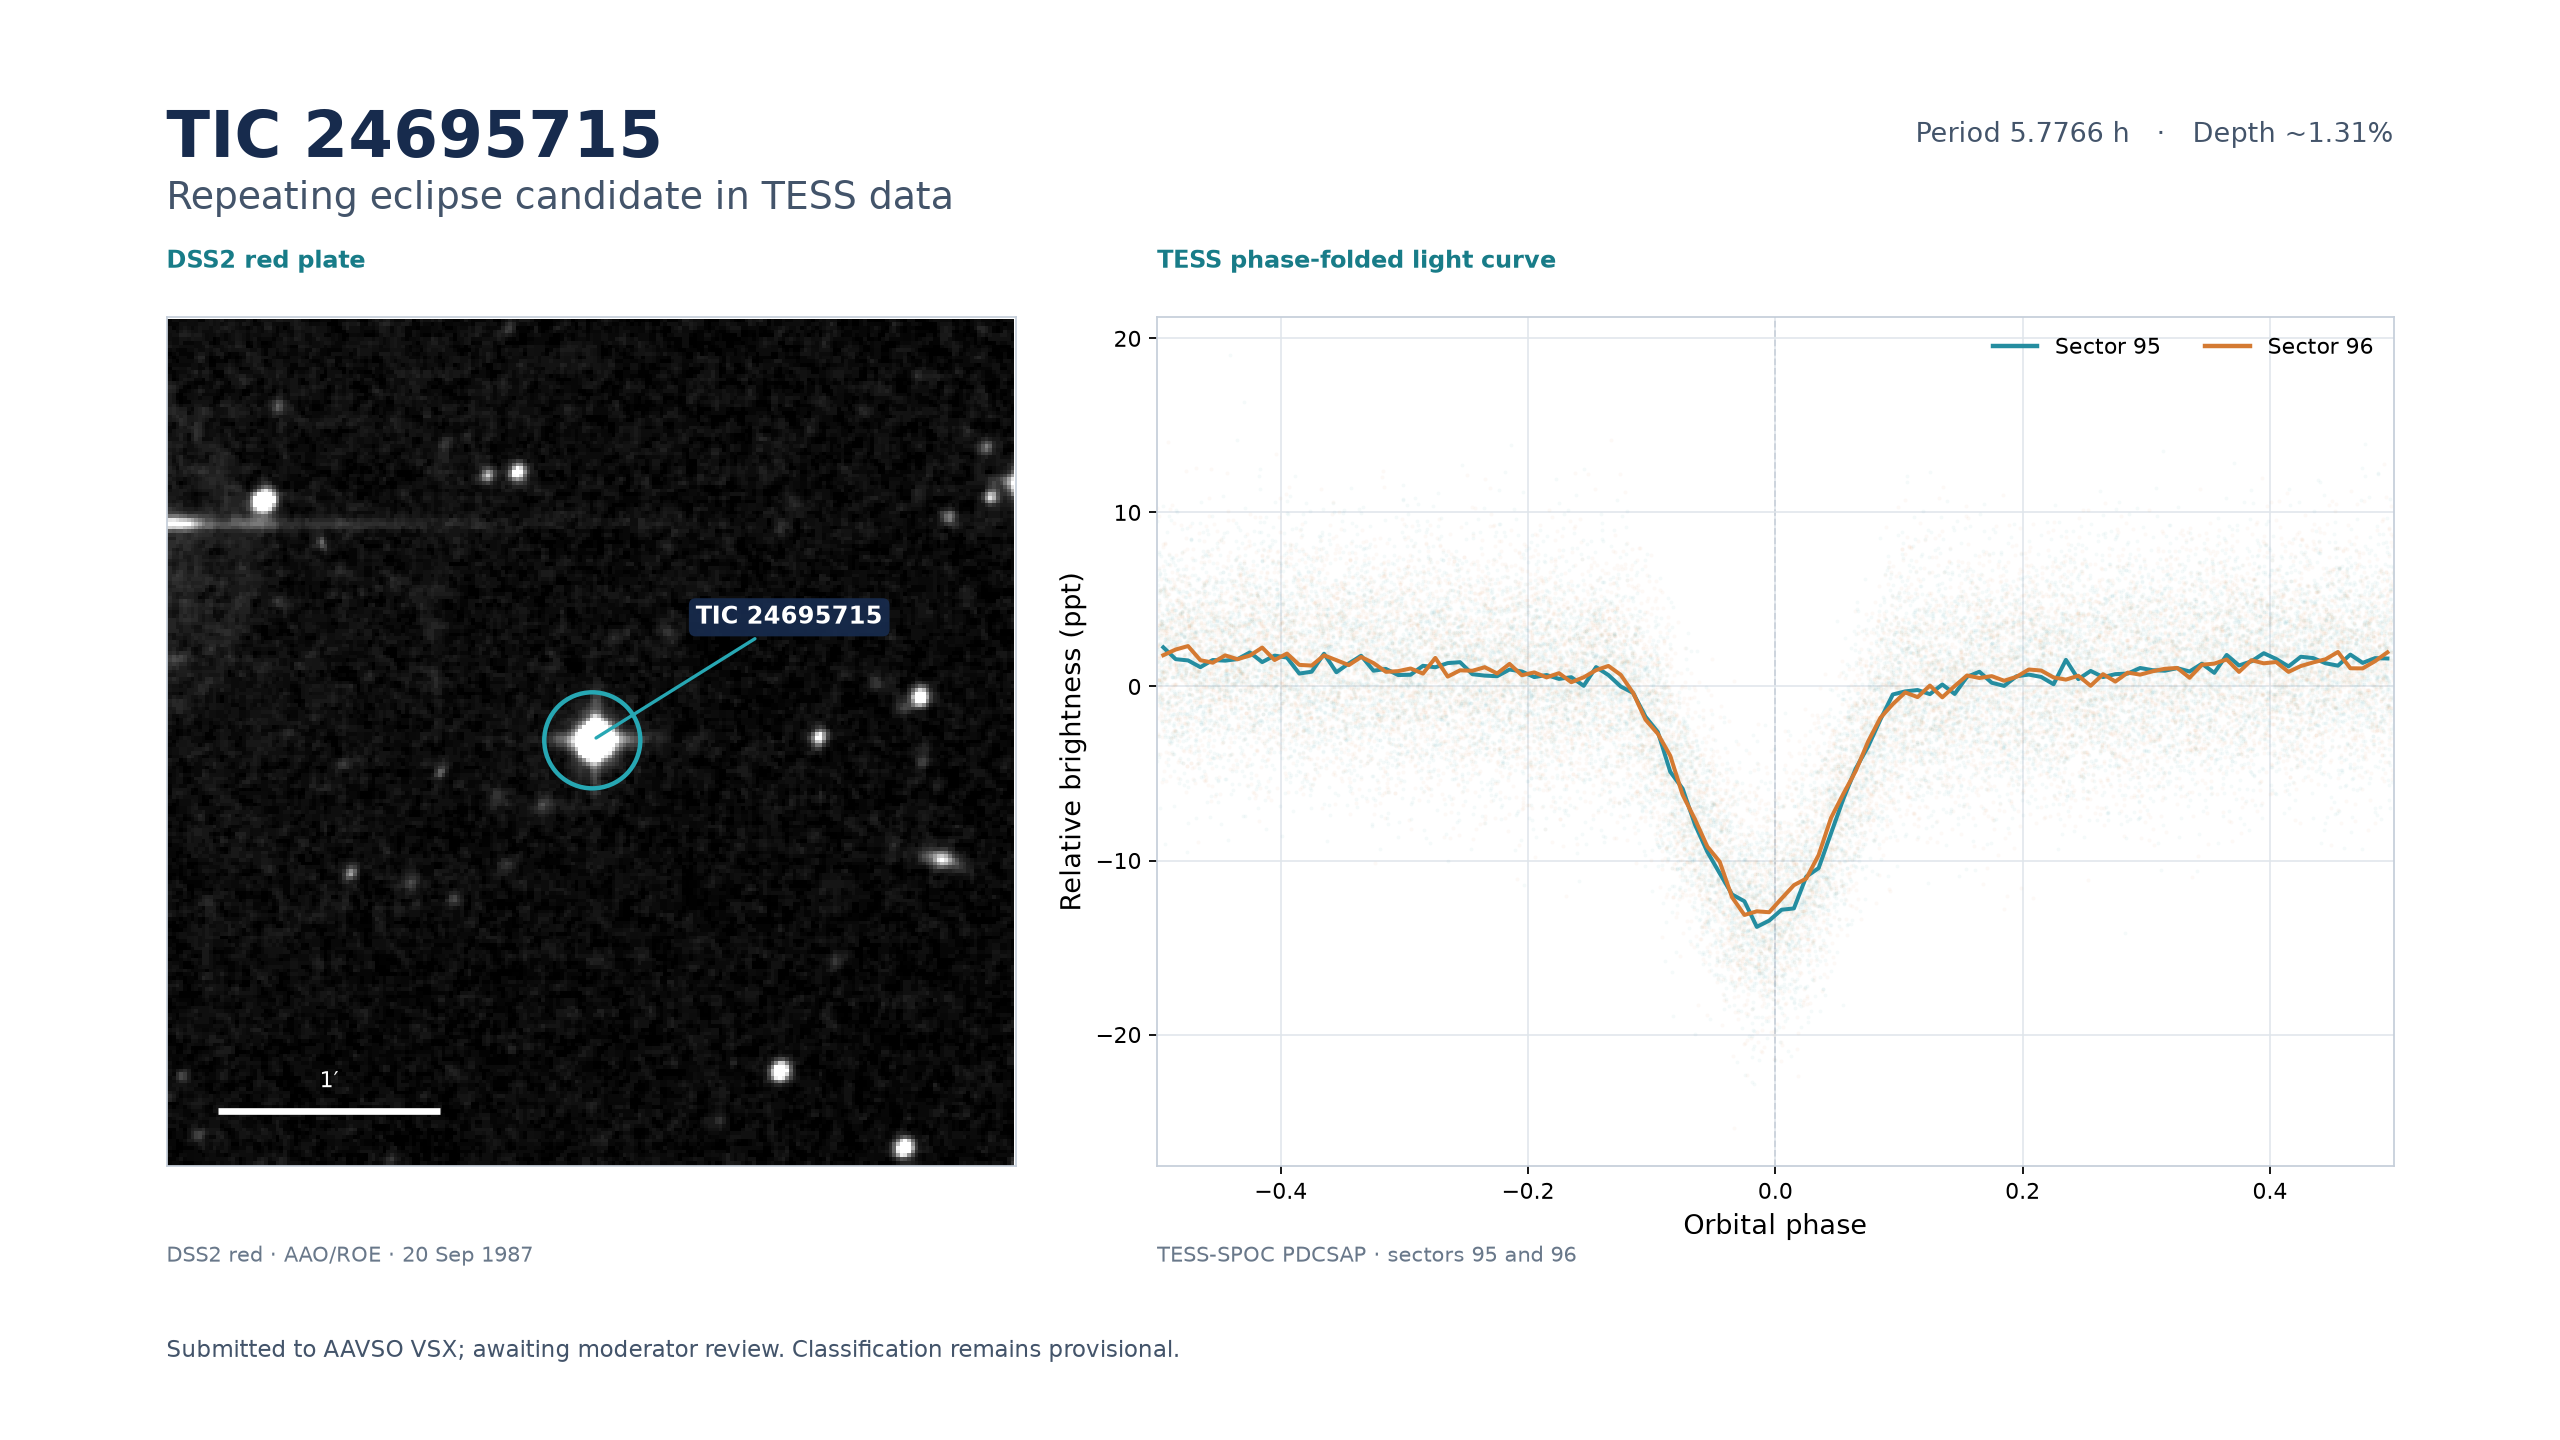 TIC 24695715
Period 5.7766 h · Depth ~1.31%
Repeating eclipse candidate in TESS data
DSS2 red plate
TIC 24695715
1′
DSS2 red · AAO/ROE · 20 Sep 1987
TESS phase-folded light curve
Sector 95 Sector 96
Relative brightness (ppt)
20
10
0
−10
−20
−0.4 −0.2 0.0 0.2 0.4
Orbital phase
TESS-SPOC PDCSAP · sectors 95 and 96
Submitted to AAVSO VSX; awaiting moderator review. Classification remains provisional.